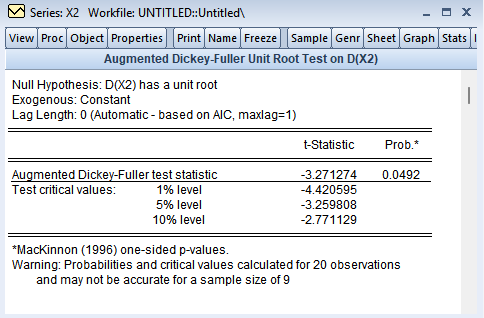 Series: X2 Workfile: UNTITLED::Untitled\
View Proc Object Properties Print Name Freeze Sample Genr Sheet Graph Stats
Augmented Dickey-Fuller Unit Root Test on D(X2)
Null Hypothesis: D(X2) has a unit root
Exogenous: Constant
Lag Length: 0 (Automatic - based on AIC, maxlag=1)
t-Statistic Prob.*
Augmented Dickey-Fuller test statistic -3.271274 0.0492
Test critical values: 1% level -4.420595
5% level -3.259808
10% level -2.771129
*MacKinnon (1996) one-sided p-values.
Warning: Probabilities and critical values calculated for 20 observations
and may not be accurate for a sample size of 9